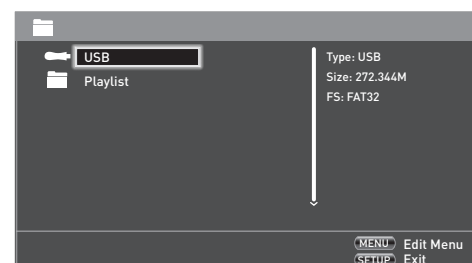 USB
Playlist
Type: USB
Size: 272.344M
FS: FAT32
MENU Edit Menu
SETUP Exit